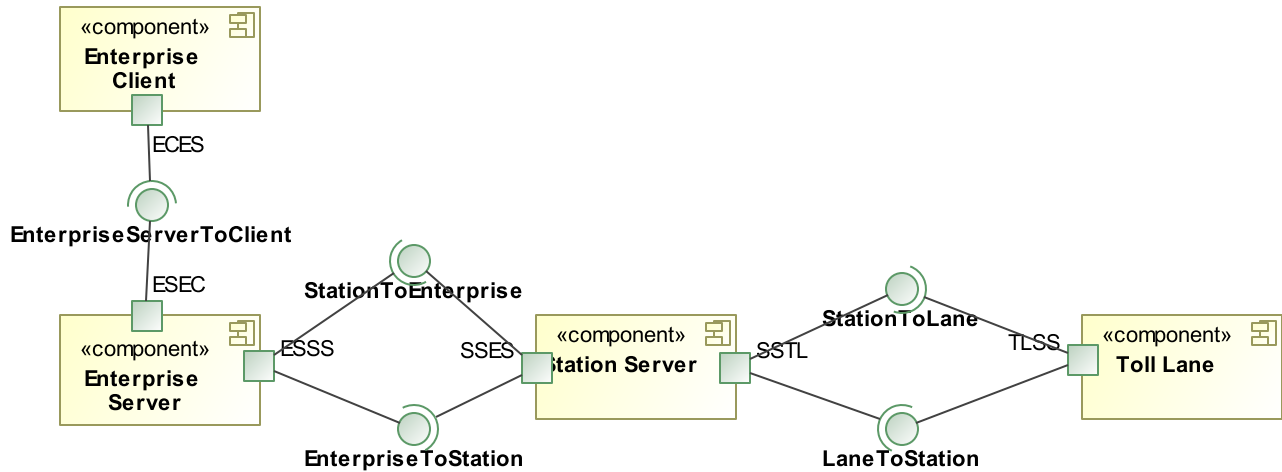 «component»
Enterprise
Client
ECES
EnterpriseServerToClient
ESEC
«component»
Enterprise
Server
ESSS
StationToEnterprise
SSES
EnterpriseToStation
«component»
Station Server
SSTL
StationToLane
TLSS
LaneToStation
«component»
Toll Lane